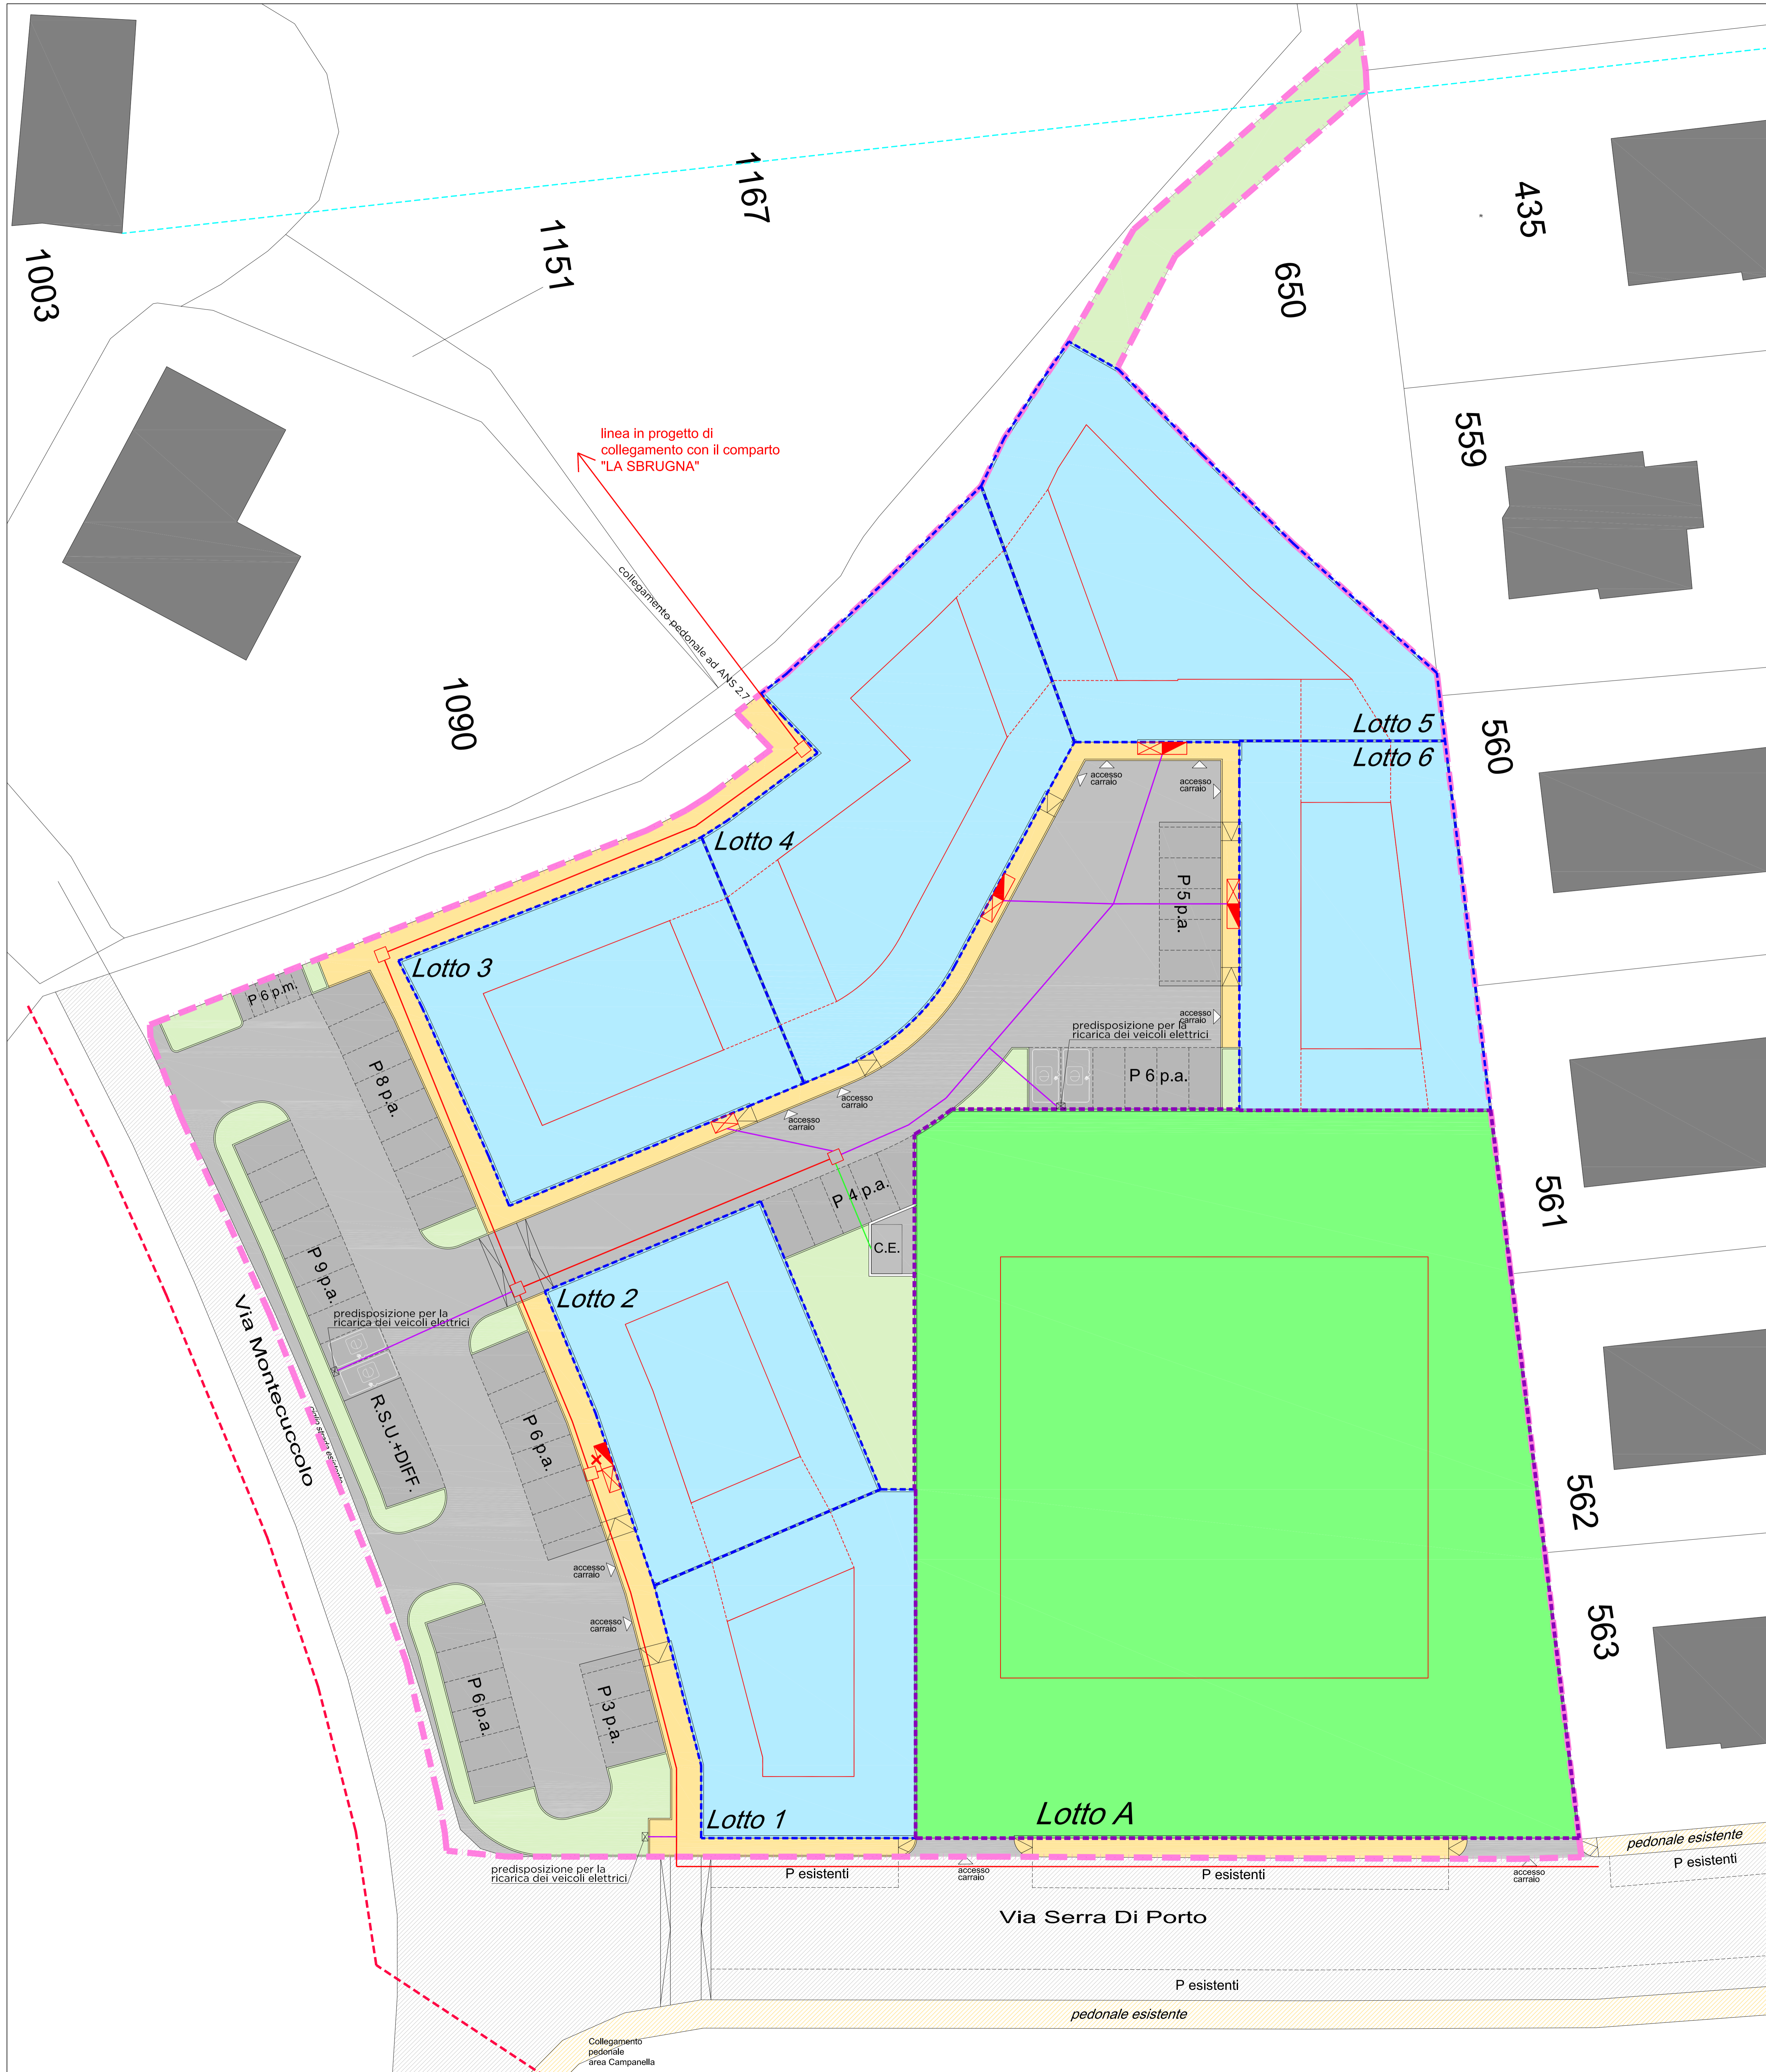 1003
1151
1167
435
650
559
linea in progetto di
collegamento con il comparto
"LA SBRUGNA"
collegamento pedonale ad ANS 2.7
1090
560
Lotto 5
Lotto 6
accesso
carraio
accesso
carraio
Lotto 4
P 5 p.a.
Lotto 3
P 6 p.m.
accesso
carraio
predisposizione per la
ricarica dei veicoli elettrici
P 8 p.a.
P 6 p.a.
accesso
carraio
accesso
carraio
561
P 4 p.a.
C.E.
P 9 p.a.
Lotto 2
predisposizione per la
ricarica dei veicoli elettrici
Via Montecuccolo
R.S.U.+DIFF.
ciglio strada esistente
P 6 p.a.
562
accesso
carraio
accesso
carraio
563
P 6 p.a.
P 3 p.a.
Lotto 1
Lotto A
pedonale esistente
predisposizione per la
ricarica dei veicoli elettrici
P esistenti
accesso
carraio
P esistenti
accesso
carraio
P esistenti
Via Serra Di Porto
P esistenti
pedonale esistente
Collegamento
pedonale
area Campanella